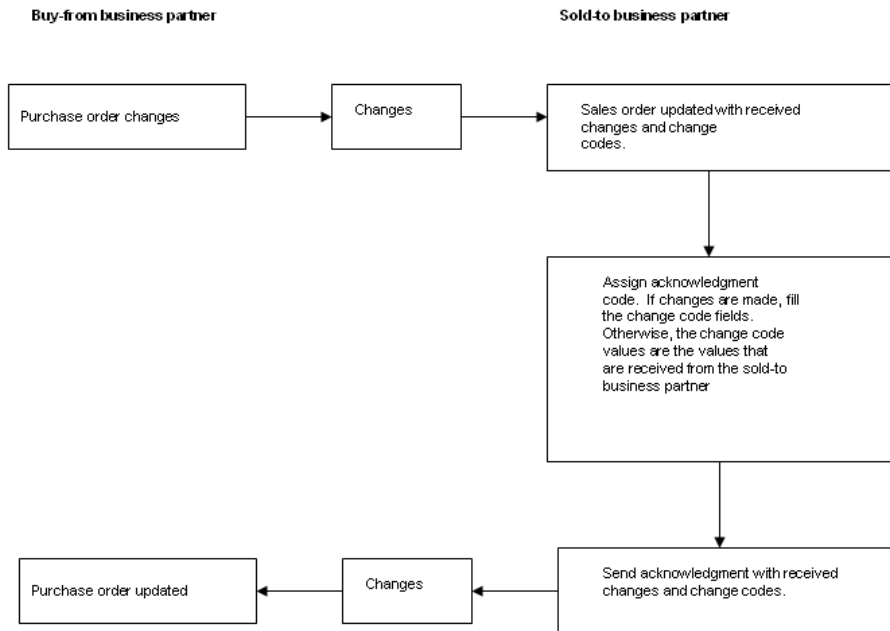 Buy-from business partner
Sold-to business partner
Purchase order changes
Changes
Sales order updated with received
changes and change
codes.
Assign acknowledgment
code. If changes are made, fill
the change code fields.
Otherwise, the change code
values are the values that
are received from the sold-to
business partner
Send acknowledgment with received
changes and change codes.
Changes
Purchase order updated